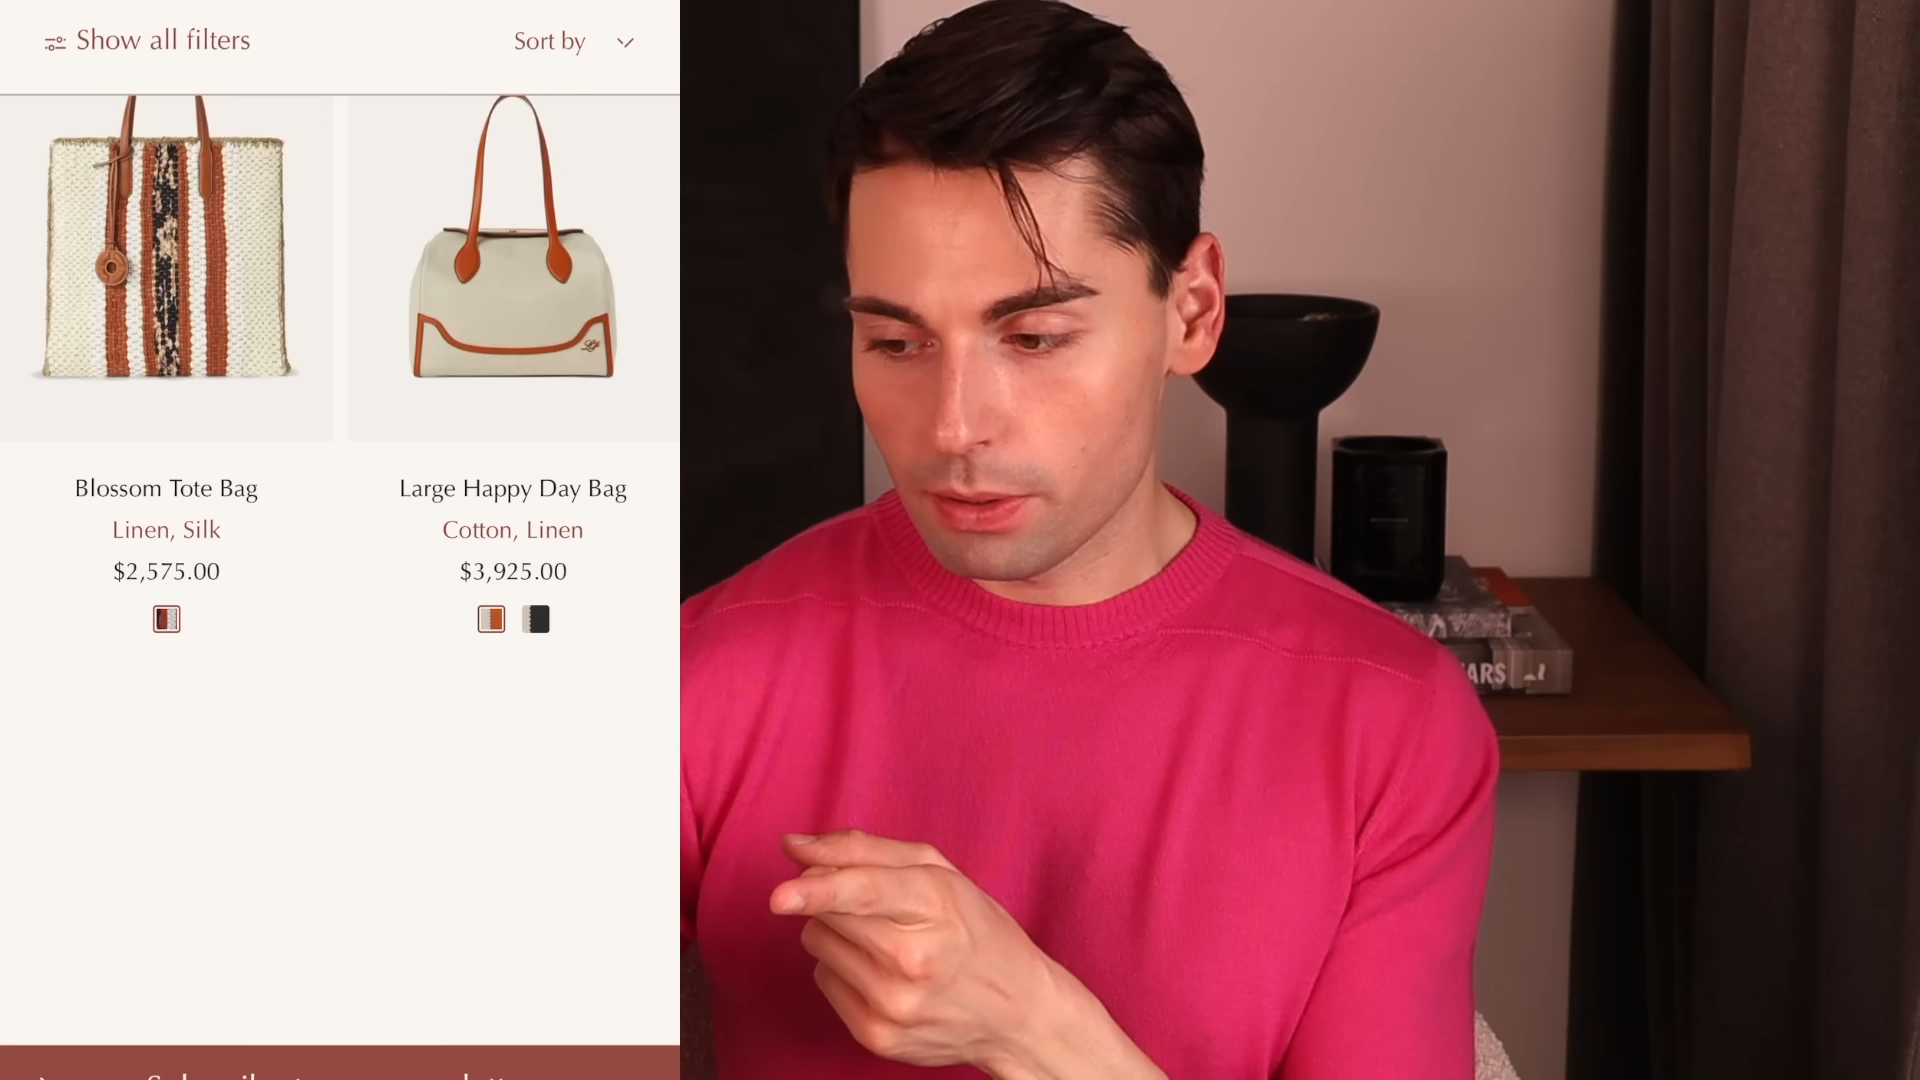 Show all filters
Sort by
Blossom Tote Bag
Linen, Silk
$2,575.00
Large Happy Day Bag
Cotton, Linen
$3,925.00
ARS